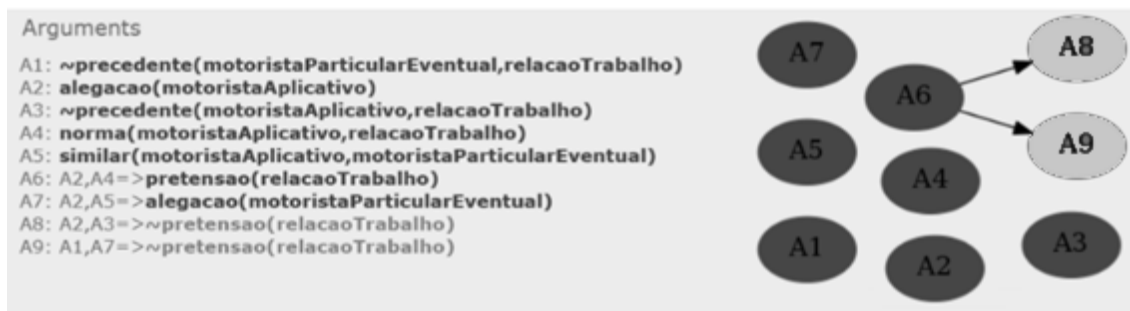 Arguments
A1: ~precedente(motoristaParticularEventual,relacaoTrabalho)
A2: alegacao(motoristaAplicativo)
A3: ~precedente(motoristaAplicativo,relacaoTrabalho)
A4: norma(motoristaAplicativo,relacaoTrabalho)
A5: similar(motoristaAplicativo,motoristaParticularEventual)
A6: A2,A4=>pretensao(relacaoTrabalho)
A7: A2,A5=>alegacao(motoristaParticularEventual)
A8: A2,A3=>~pretensao(relacaoTrabalho)
A9: A1,A7=>~pretensao(relacaoTrabalho)
A7
A8
A6
A5
A9
A4
A1
A2
A3